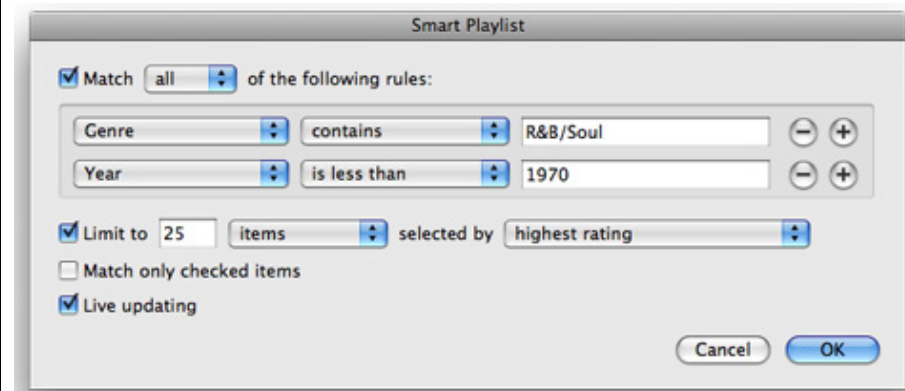 Smart Playlist
Match all of the following rules:
Genre contains R&B/Soul
Year is less than 1970
Limit to 25 items selected by highest rating
Match only checked items
Live updating
Cancel OK